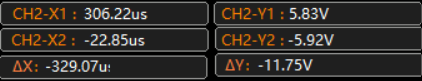 CH2-X1 : 306.22us CH2-Y1 : 5.83V
CH2-X2 : -22.85us CH2-Y2 : -5.92V
ΔX: -329.07u ΔY: -11.75V